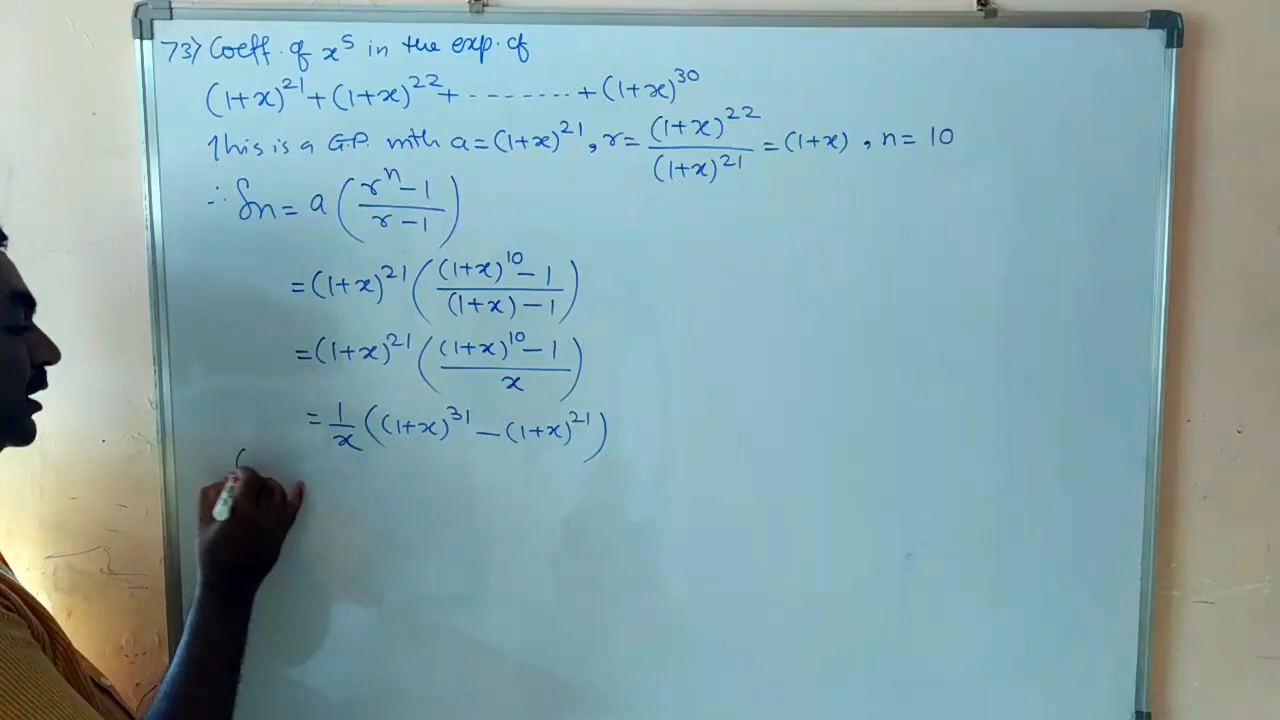 73) Coeff. of x⁵ in the exp. of
(1+x)²¹+(1+x)²²+ - - - - - - - - +(1+x)³⁰
This is a G.P. with a=(1+x)²¹, r=(1+x)²²/(1+x)²¹=(1+x), n=10
∴ Sn=a((rⁿ-1)/(r-1))
=(1+x)²¹(((1+x)¹⁰-1)/((1+x)-1))
=(1+x)²¹(((1+x)¹⁰-1)/x)
=1/x((1+x)³¹-(1+x)²¹)
(